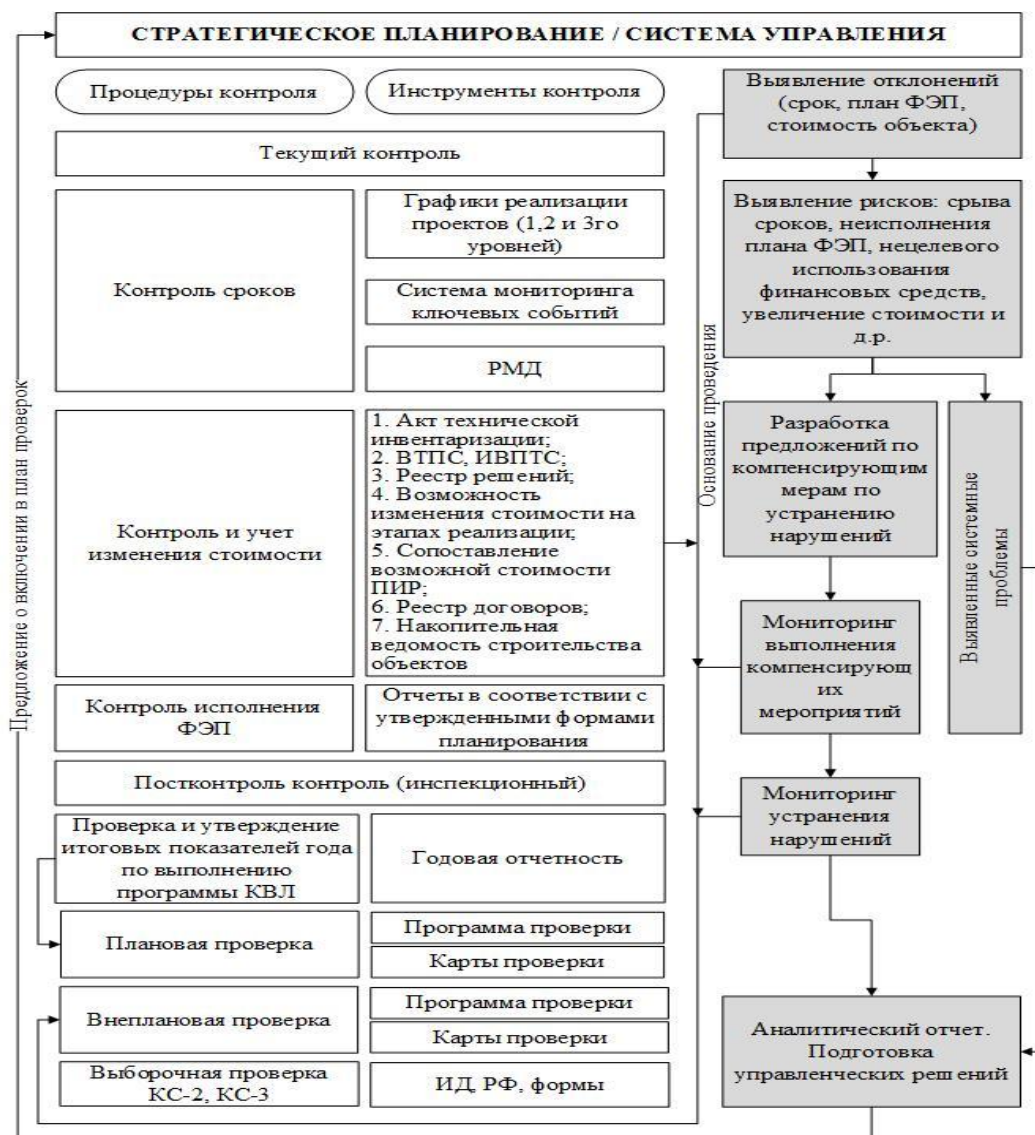 СТРАТЕГИЧЕСКОЕ ПЛАНИРОВАНИЕ / СИСТЕМА УПРАВЛЕНИЯ
Процедуры контроля
Инструменты контроля
Текущий контроль
Контроль сроков
Графики реализации
проектов (1,2 и 3го
уровней)
Система мониторинга
ключевых событий
РМД
Контроль и учет
изменения стоимости
1. Акт технической
инвентаризации;
2. ВТПС, ИВПТС;
3. Реестр решений;
4. Возможность
изменения стоимости на
этапах реализации;
5. Сопоставление
возможной стоимости
ПИР;
6. Реестр договоров;
7. Накопительная
ведомость строительства
объектов
Контроль исполнения
ФЭП
Отчеты в соответствии с
утвержденными формами
планирования
Постконтроль контроль (инспекционный)
Проверка и утверждение
итоговых показателей года
по выполнению
программы КВЛ
Годовая отчетность
Плановая проверка
Программа проверки
Карты проверки
Внеплановая проверка
Программа проверки
Карты проверки
Выборочная проверка
КС-2, КС-3
ИД, РФ, формы
Предложение о включении в план проверок
Основание проведения
Выявление отклонений
(срок, план ФЭП,
стоимость объекта)
Выявление рисков: срыва
сроков, неисполнения
плана ФЭП, нецелевого
использования
финансовых средств,
увеличение стоимости и
д.р.
Разработка
предложений по
компенсирующим
мерам по
устранению
нарушений
Выявленные системные
проблемы
Мониторинг
выполнения
компенсирующ
их
мероприятий
Мониторинг
устранения
нарушений
Аналитический отчет.
Подготовка
управленческих решений